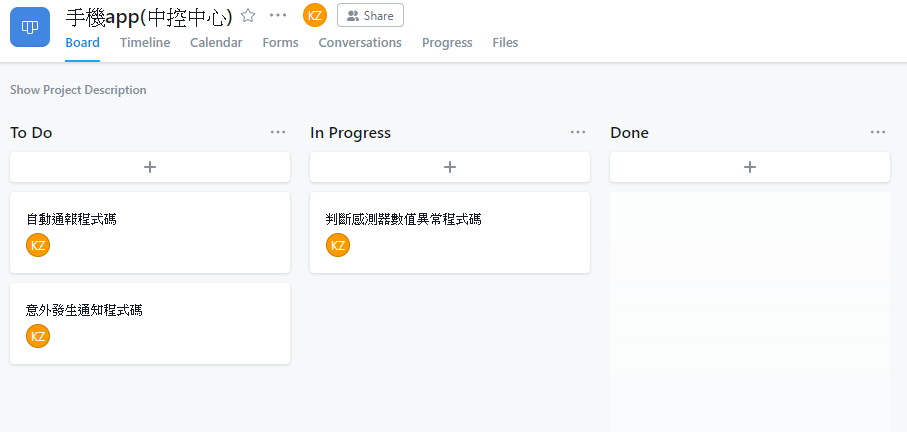 手機app(中控中心)
KZ
Share
Board Timeline Calendar Forms Conversations Progress Files
Show Project Description
To Do
In Progress
Done
自動通報程式碼
KZ
判斷感測器數值異常程式碼
KZ
意外發生通知程式碼
KZ